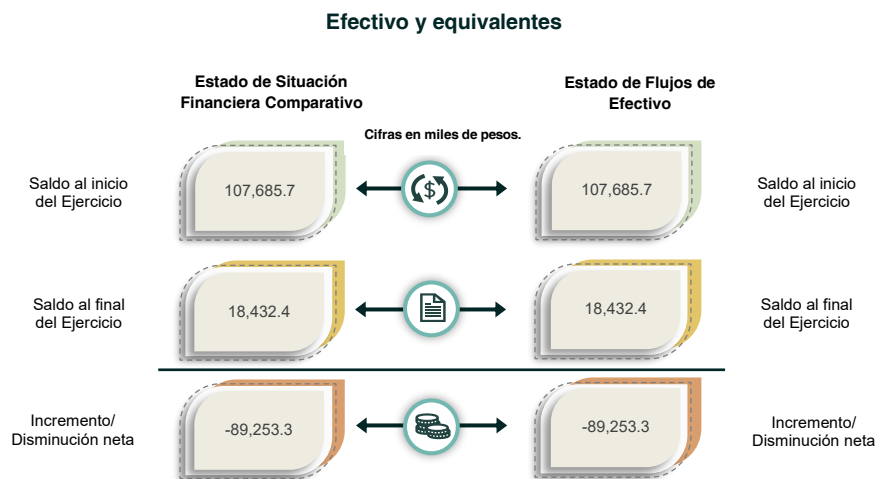 Efectivo y equivalentes
Estado de Situación
Financiera Comparativo
Estado de Flujos de
Efectivo
Cifras en miles de pesos.
Saldo al inicio
del Ejercicio
107,685.7
$
107,685.7
Saldo al inicio
del Ejercicio
Saldo al final
del Ejercicio
18,432.4
18,432.4
Saldo al final
del Ejercicio
Incremento/
Disminución neta
-89,253.3
-89,253.3
Incremento/
Disminución neta